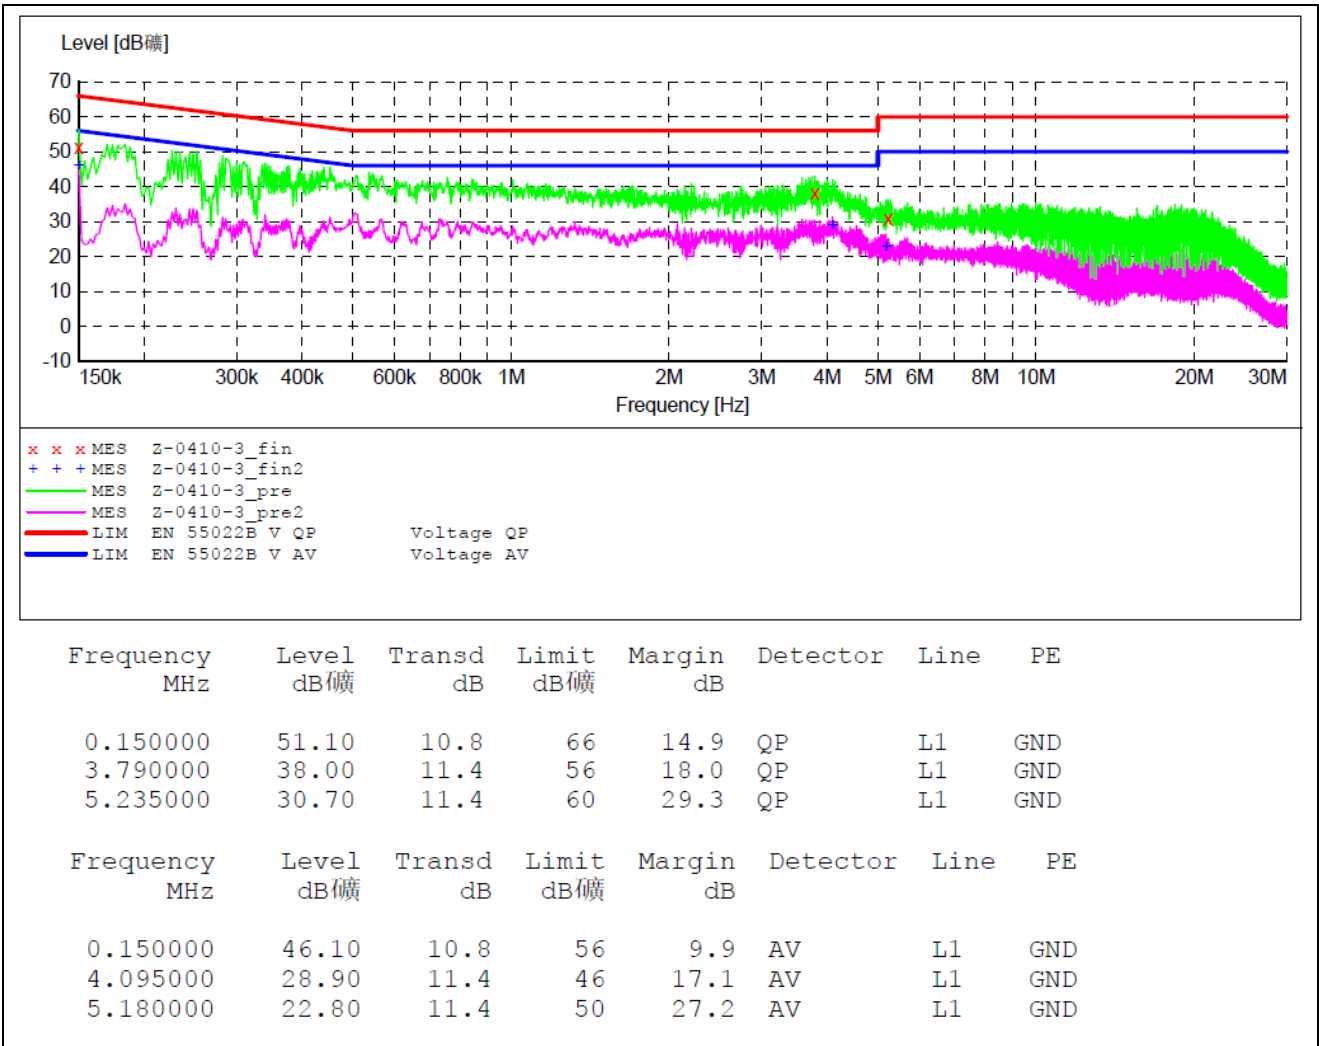 Level [dB礦]
70
60
50
40
30
20
10
0
-10
150k 300k 400k 600k 800k 1M 2M 3M 4M 5M 6M 8M 10M 20M 30M
Frequency [Hz]
x x x MES Z-0410-3_fin
+ + + MES Z-0410-3_fin2
MES Z-0410-3_pre
MES Z-0410-3_pre2
LIM EN 55022B V QP Voltage QP
LIM EN 55022B V AV Voltage AV
Frequency Level Transd Limit Margin Detector Line PE
MHz dB礦 dB dB礦 dB
0.150000 51.10 10.8 66 14.9 QP L1 GND
3.790000 38.00 11.4 56 18.0 QP L1 GND
5.235000 30.70 11.4 60 29.3 QP L1 GND
Frequency Level Transd Limit Margin Detector Line PE
MHz dB礦 dB dB礦 dB
0.150000 46.10 10.8 56 9.9 AV L1 GND
4.095000 28.90 11.4 46 17.1 AV L1 GND
5.180000 22.80 11.4 50 27.2 AV L1 GND